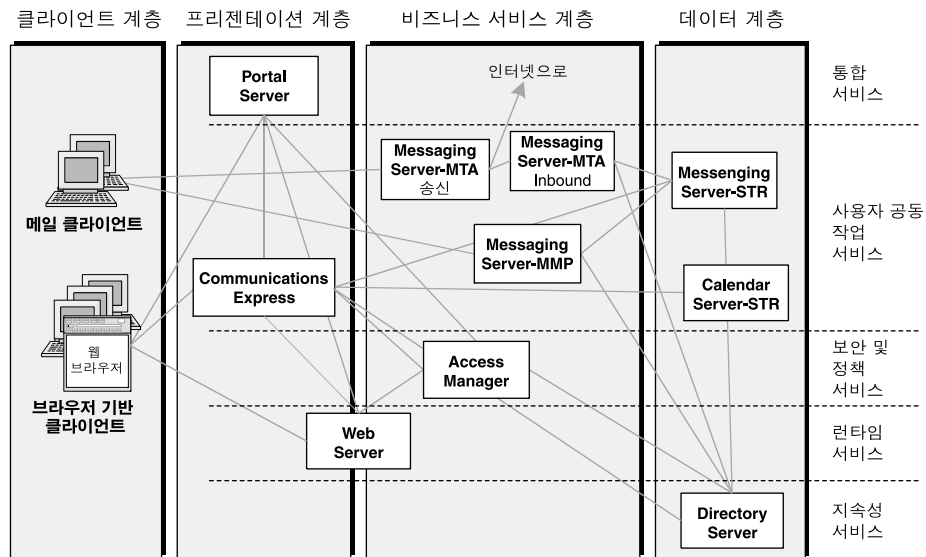 클라이언트 계층
프리젠테이션 계층
비즈니스 서비스 계층
데이터 계층
Portal
Server
인터넷으로
통합
서비스
Messaging
Server-MTA
송신
Messaging
Server-MTA
Inbound
Messenging
Server-STR
메일 클라이언트
Messaging
Server-MMP
사용자 공동
작업
서비스
Communications
Express
Calendar
Server-STR
웹
브라우저
브라우저 기반
클라이언트
Access
Manager
보안 및
정책
서비스
Web
Server
런타임
서비스
Directory
Server
지속성
서비스